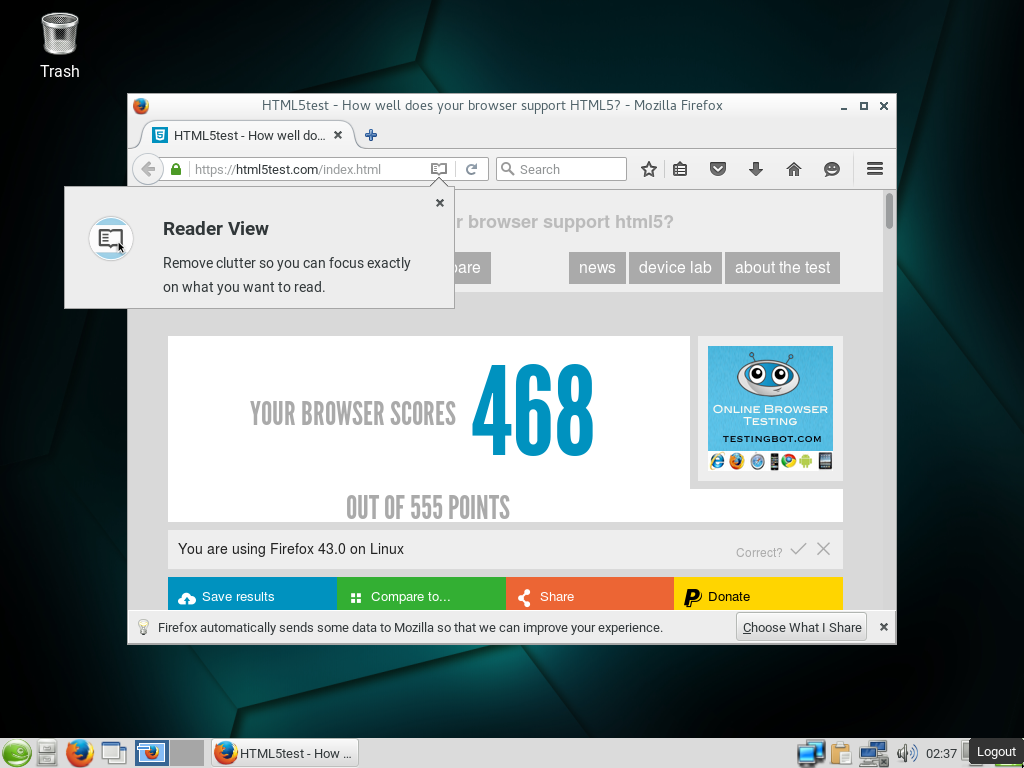 Trash
HTML5test - How well does your browser support HTML5? - Mozilla Firefox
HTML5test - How well do...
https://html5test.com/index.html
Search
Reader View
Remove clutter so you can focus exactly
on what you want to read.
r browser support html5?
pare
news
device lab
about the test
YOUR BROWSER SCORES 468
OUT OF 555 POINTS
ONLINE BROWSER
TESTING
TESTINGBOT.COM
You are using Firefox 43.0 on Linux
Correct?
Save results
Compare to...
Share
Donate
Firefox automatically sends some data to Mozilla so that we can improve your experience.
Choose What I Share
HTML5test - How ...
02:37
Logout